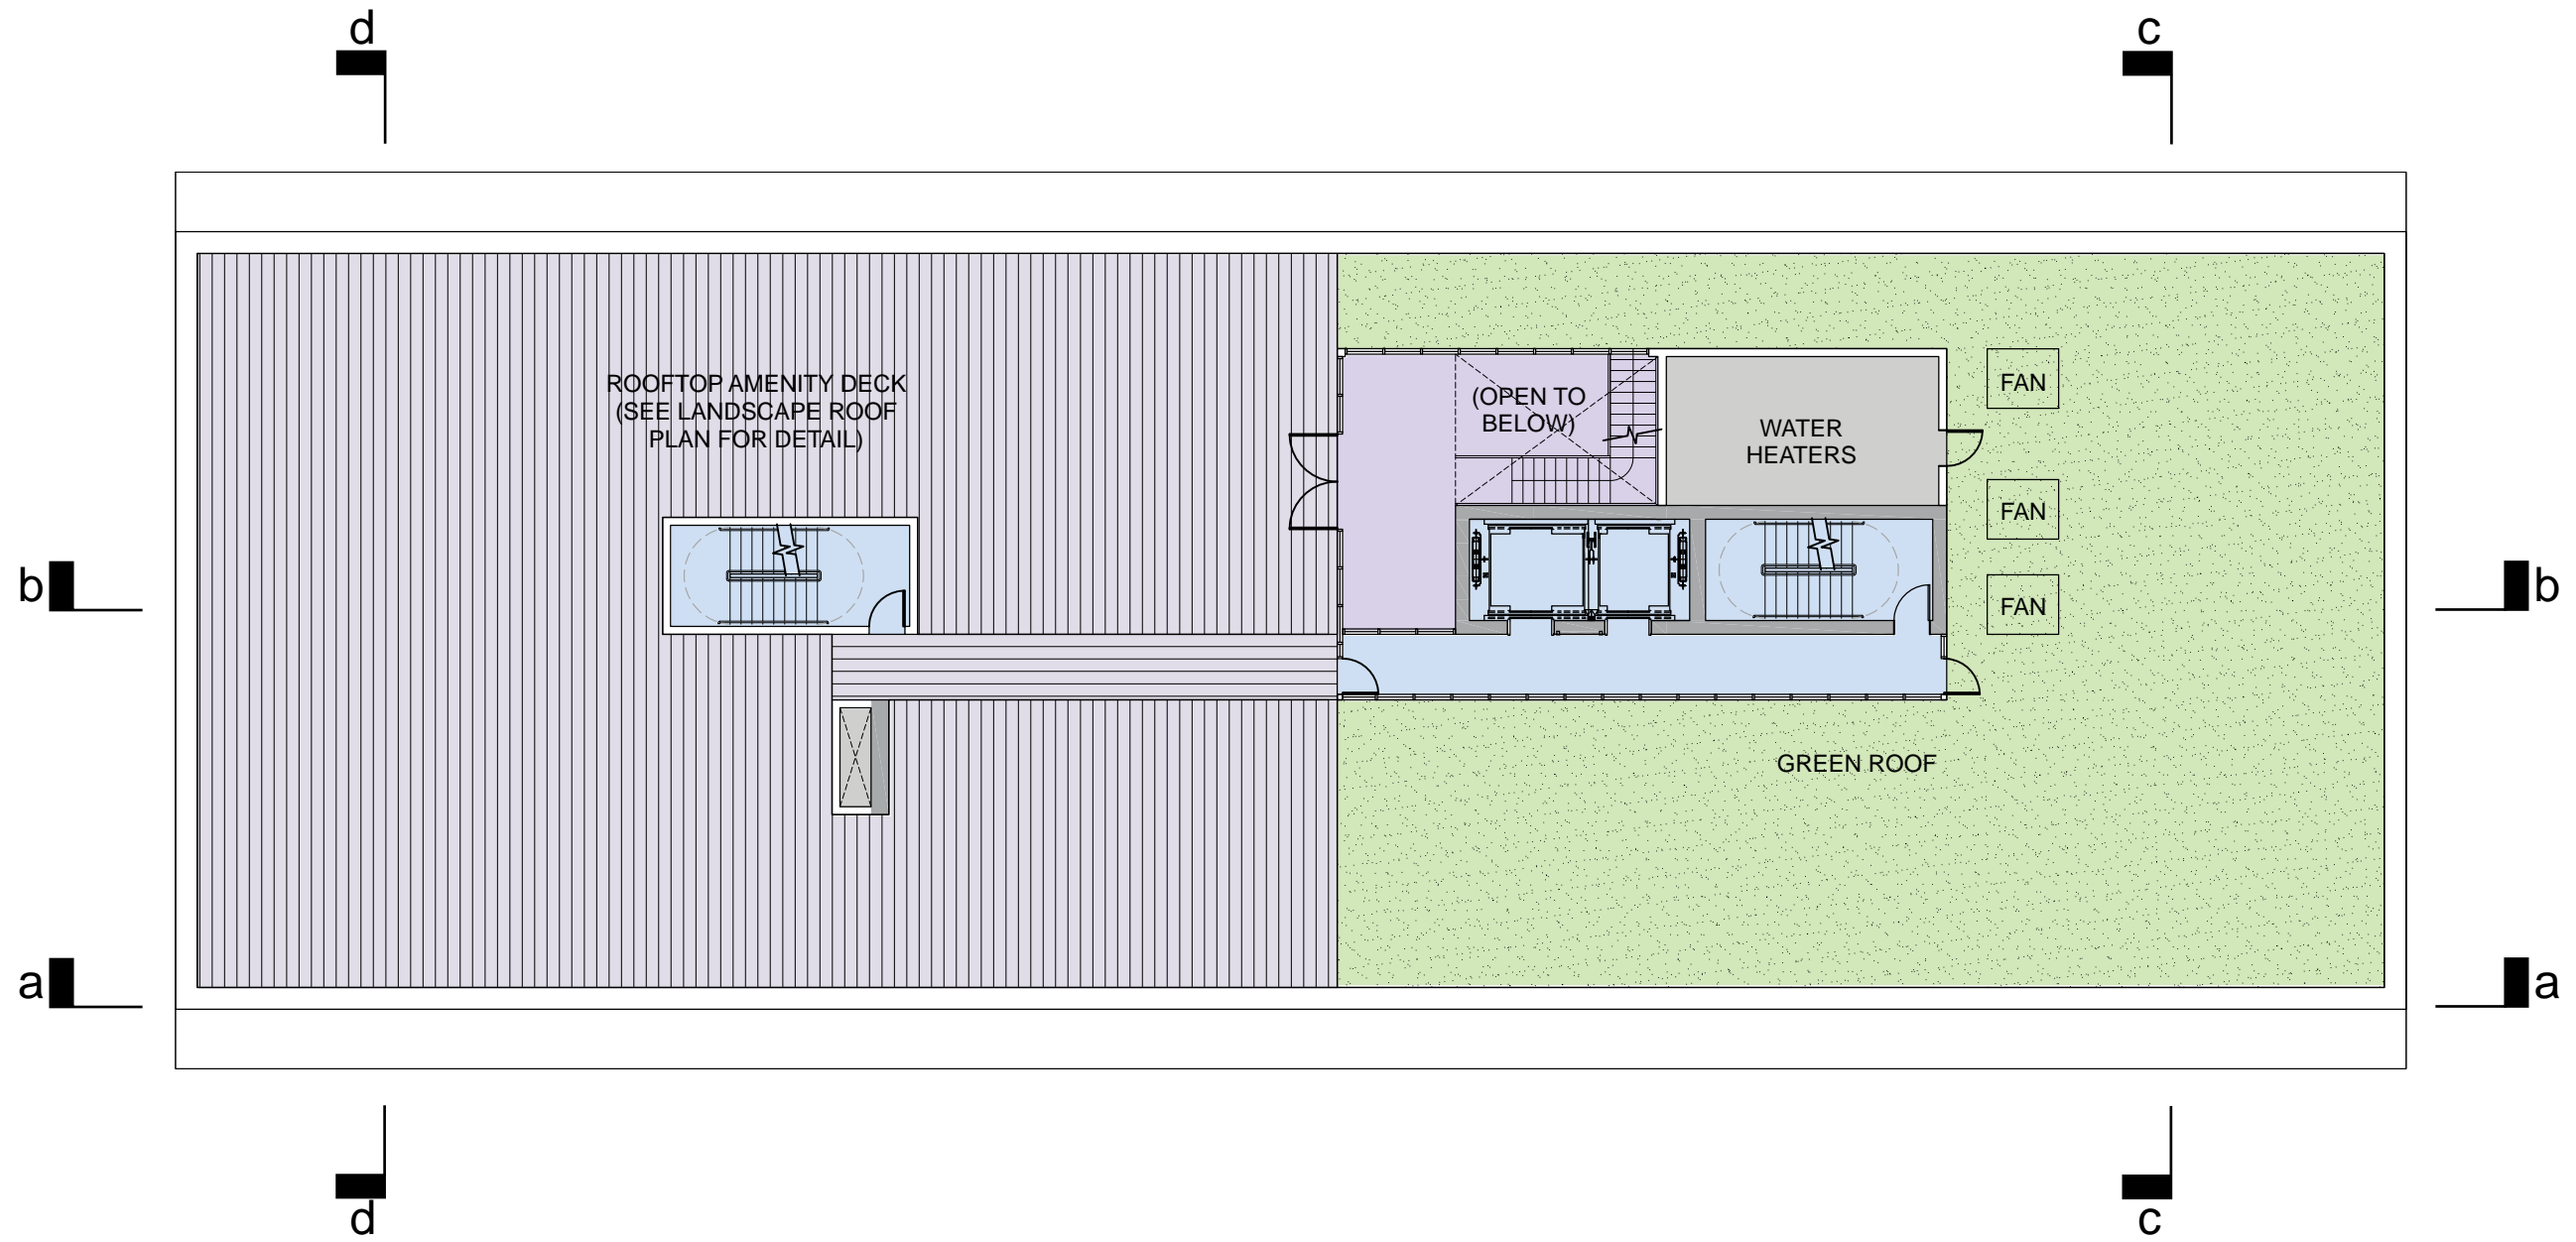 d
c
ROOFTOP AMENITY DECK
(SEE LANDSCAPE ROOF
PLAN FOR DETAIL)
(OPEN TO
BELOW)
WATER
HEATERS
FAN
FAN
FAN
b
b
GREEN ROOF
a
a
d
c